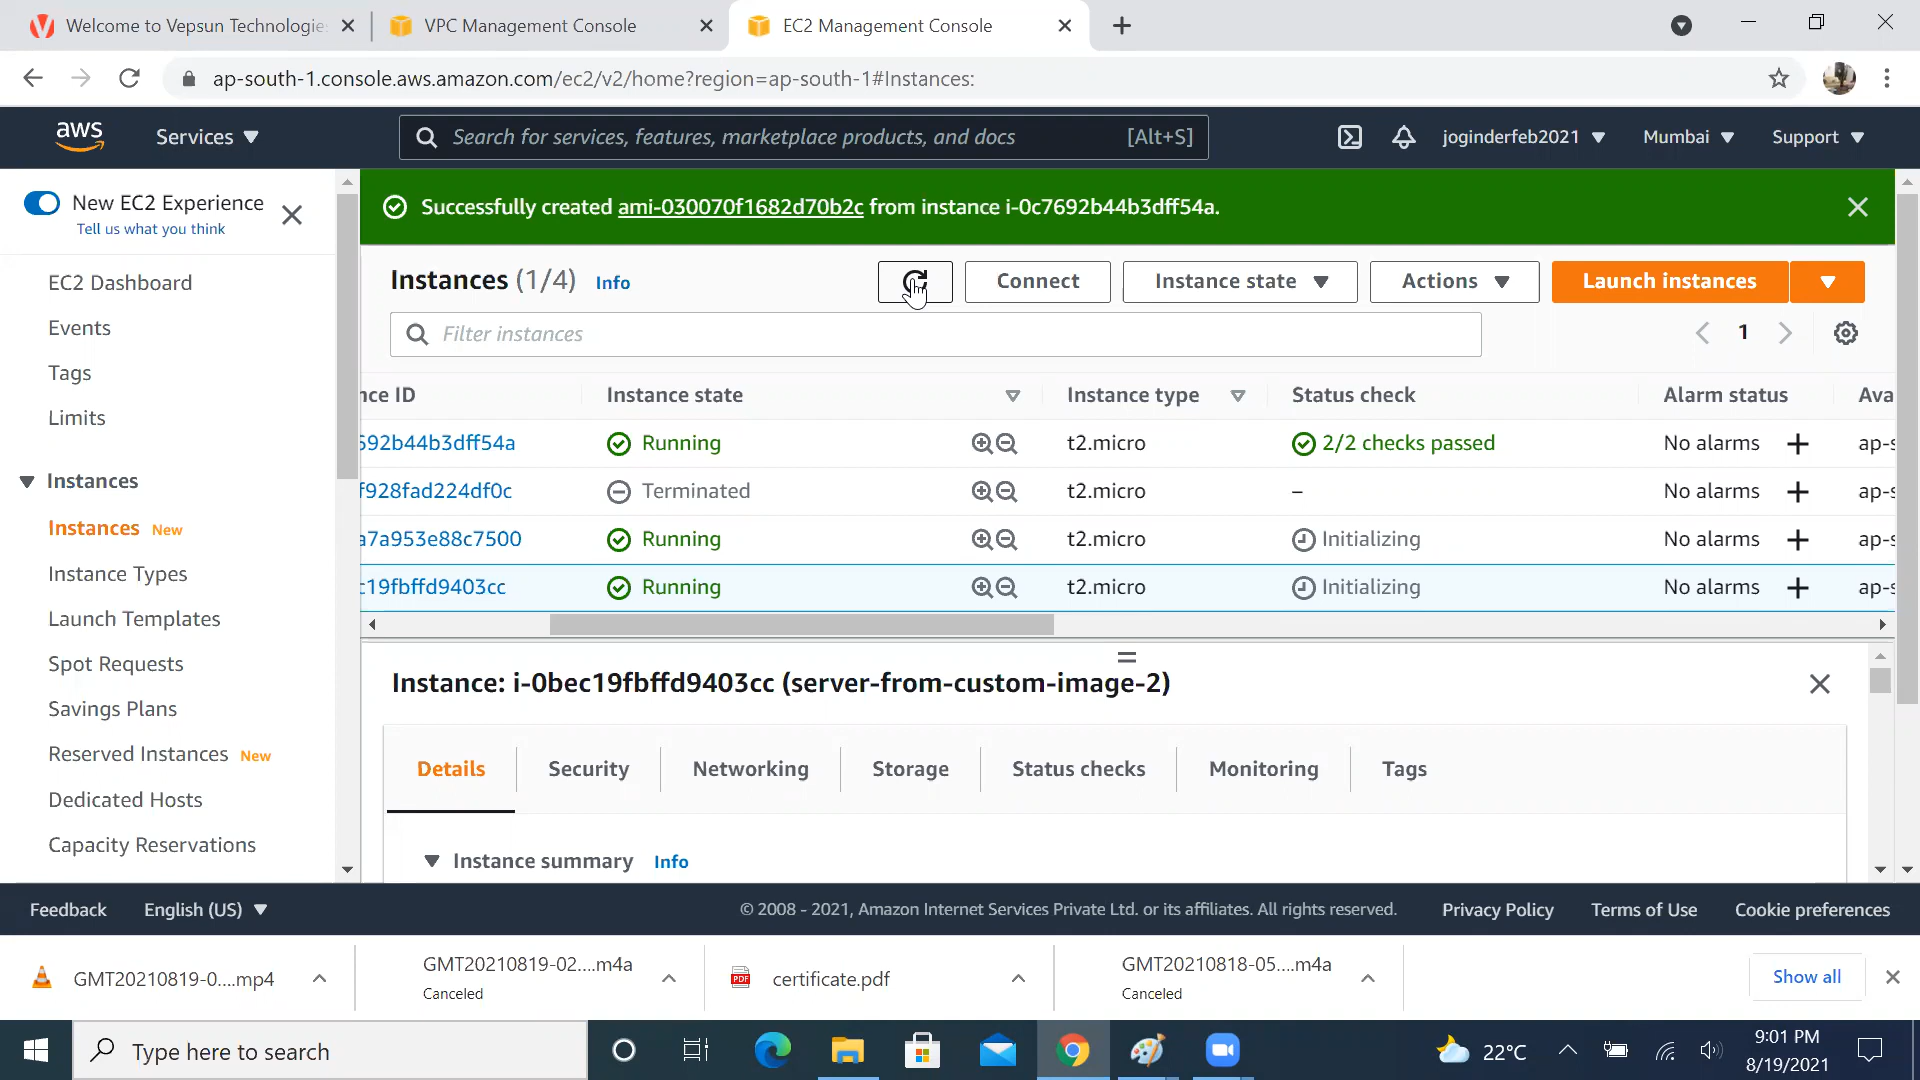 Welcome to Vepsun Technologie
VPC Management Console
EC2 Management Console
ap-south-1.console.aws.amazon.com/ec2/v2/home?region=ap-south-1#Instances:
aws
Services
Search for services, features, marketplace products, and docs [Alt+S]
joginderfeb2021
Mumbai
Support
New EC2 Experience
Tell us what you think
EC2 Dashboard
Events
Tags
Limits
Instances
Instances New
Instance Types
Launch Templates
Spot Requests
Savings Plans
Reserved Instances New
Dedicated Hosts
Capacity Reservations
Successfully created ami-030070f1682d70b2c from instance i-0c7692b44b3dff54a.
Instances (1/4) Info
Connect
Instance state
Actions
Launch instances
Filter instances
1
nce ID Instance state Instance type Status check Alarm status Ava
592b44b3dff54a Running t2.micro 2/2 checks passed No alarms + ap-s
f928fad224df0c Terminated t2.micro – No alarms + ap-s
a7a953e88c7500 Running t2.micro Initializing No alarms + ap-s
c19fbffd9403cc Running t2.micro Initializing No alarms + ap-s
Instance: i-0bec19fbffd9403cc (server-from-custom-image-2)
Details Security Networking Storage Status checks Monitoring Tags
Instance summary Info
Feedback English (US) © 2008 - 2021, Amazon Internet Services Private Ltd. or its affiliates. All rights reserved. Privacy Policy Terms of Use Cookie preferences
GMT20210819-0....mp4
GMT20210819-02....m4a
Canceled
PDF
certificate.pdf
GMT20210818-05....m4a
Canceled
Show all
Type here to search
22°C
9:01 PM
8/19/2021